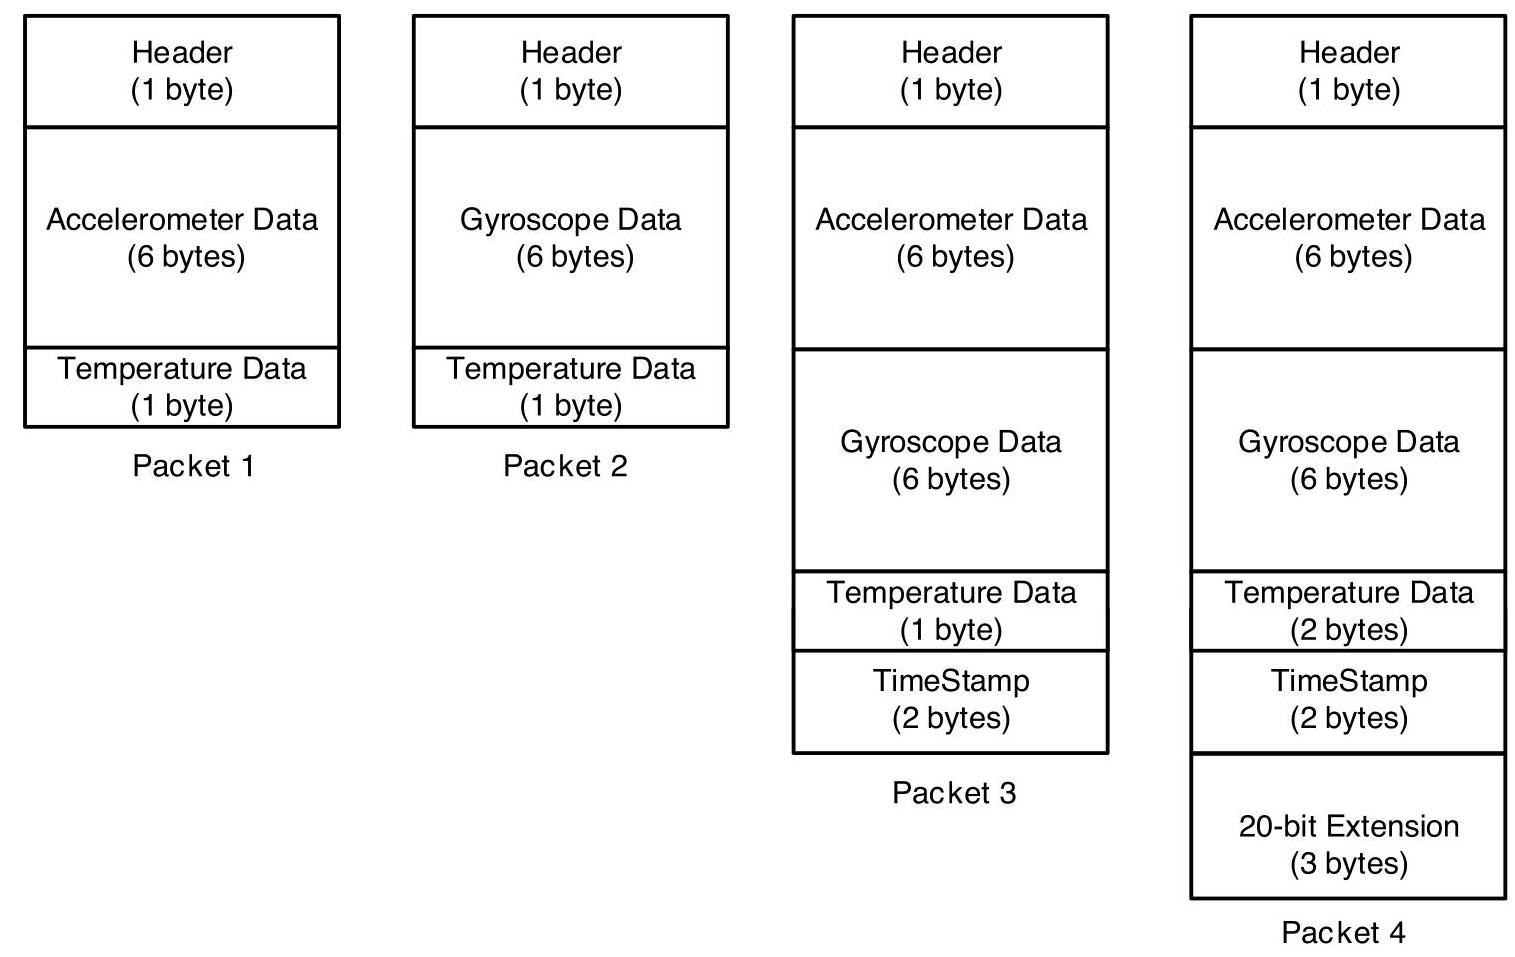 Header
(1 byte)
Accelerometer Data
(6 bytes)
Temperature Data
(1 byte)
Packet 1
Header
(1 byte)
Gyroscope Data
(6 bytes)
Temperature Data
(1 byte)
Packet 2
Header
(1 byte)
Accelerometer Data
(6 bytes)
Gyroscope Data
(6 bytes)
Temperature Data
(1 byte)
TimeStamp
(2 bytes)
Packet 3
Header
(1 byte)
Accelerometer Data
(6 bytes)
Gyroscope Data
(6 bytes)
Temperature Data
(2 bytes)
TimeStamp
(2 bytes)
20-bit Extension
(3 bytes)
Packet 4